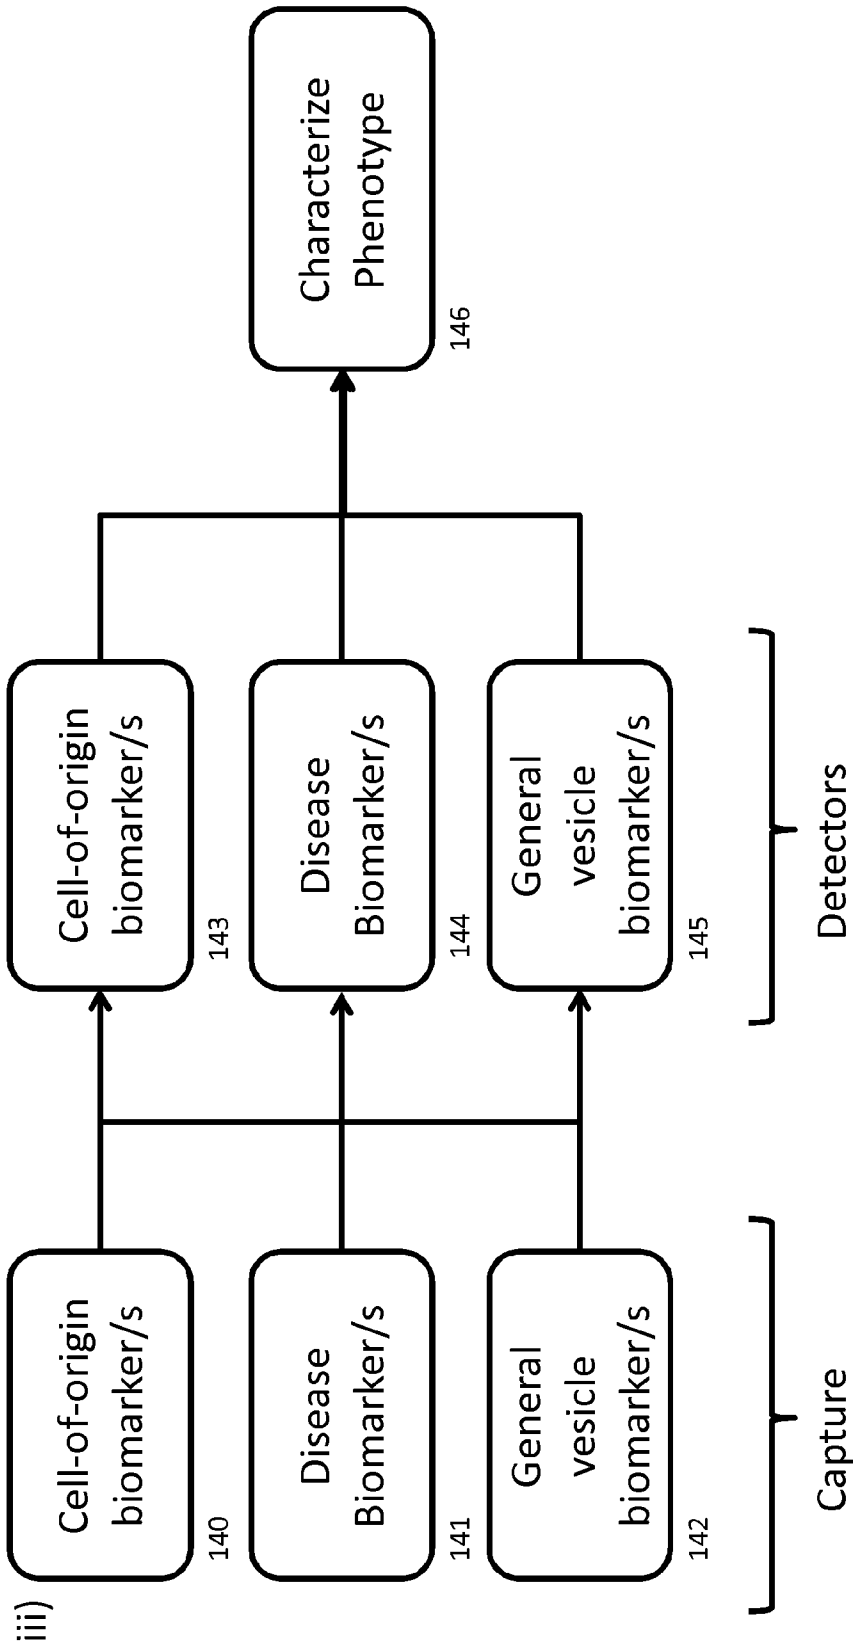 iii)
Cell-of-origin
biomarker/s
140
Disease
Biomarker/s
141
General
vesicle
biomarker/s
142
Capture
Cell-of-origin
biomarker/s
143
Disease
Biomarker/s
144
General
vesicle
biomarker/s
145
Detectors
Characterize
Phenotype
146